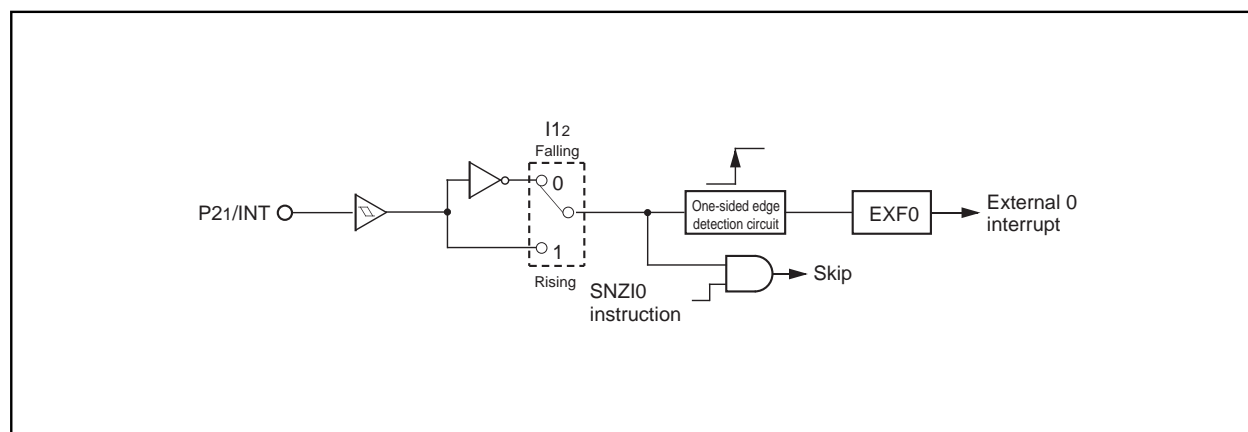 I12
Falling
0
P21/INT
1
Rising
One-sided edge
detection circuit
EXF0
External 0
interrupt
SNZI0
instruction
Skip